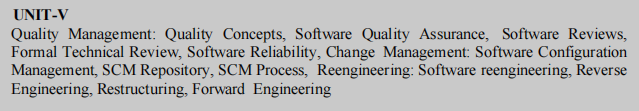 UNIT-V
Quality Management: Quality Concepts, Software Quality Assurance, Software Reviews,
Formal Technical Review, Software Reliability, Change Management: Software Configuration
Management, SCM Repository, SCM Process, Reengineering: Software reengineering, Reverse
Engineering, Restructuring, Forward Engineering